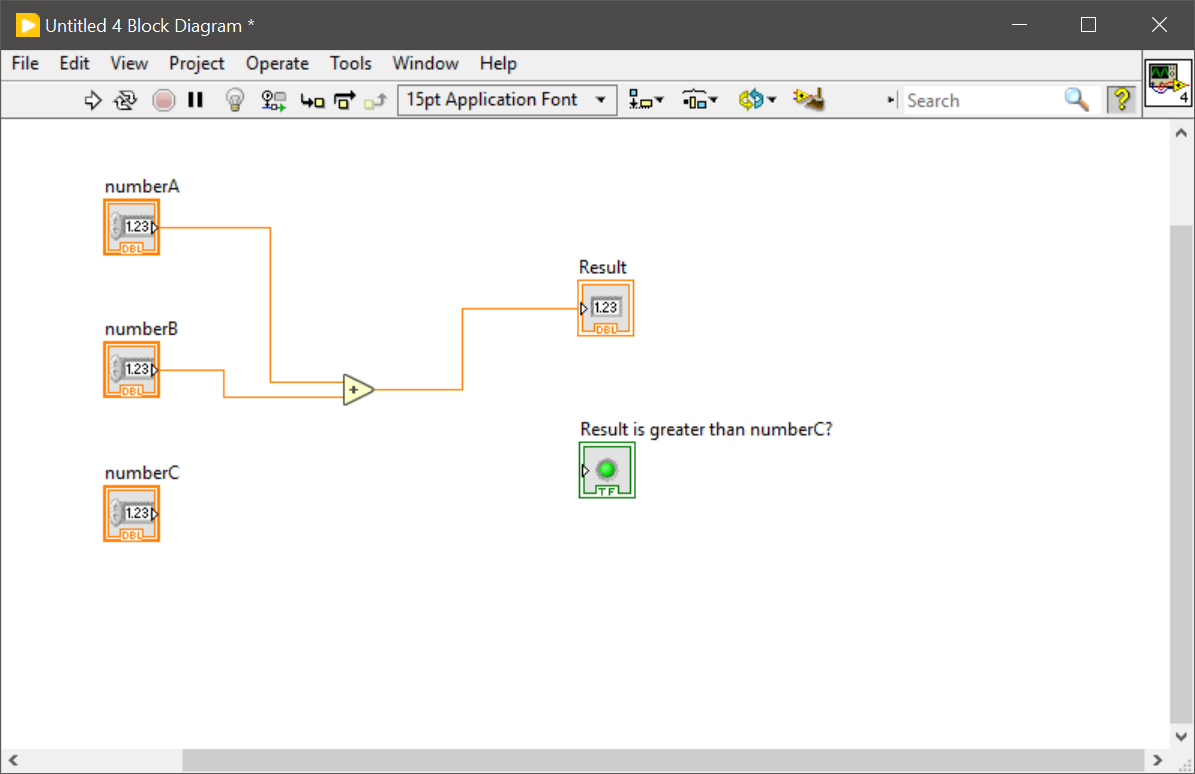 Untitled 4 Block Diagram *
File Edit View Project Operate Tools Window Help
15pt Application Font
Search
?
4
numberA
1.23
DBL
Result
1.23
DBL
numberB
1.23
DBL
+
Result is greater than numberC?
TF
numberC
1.23
DBL